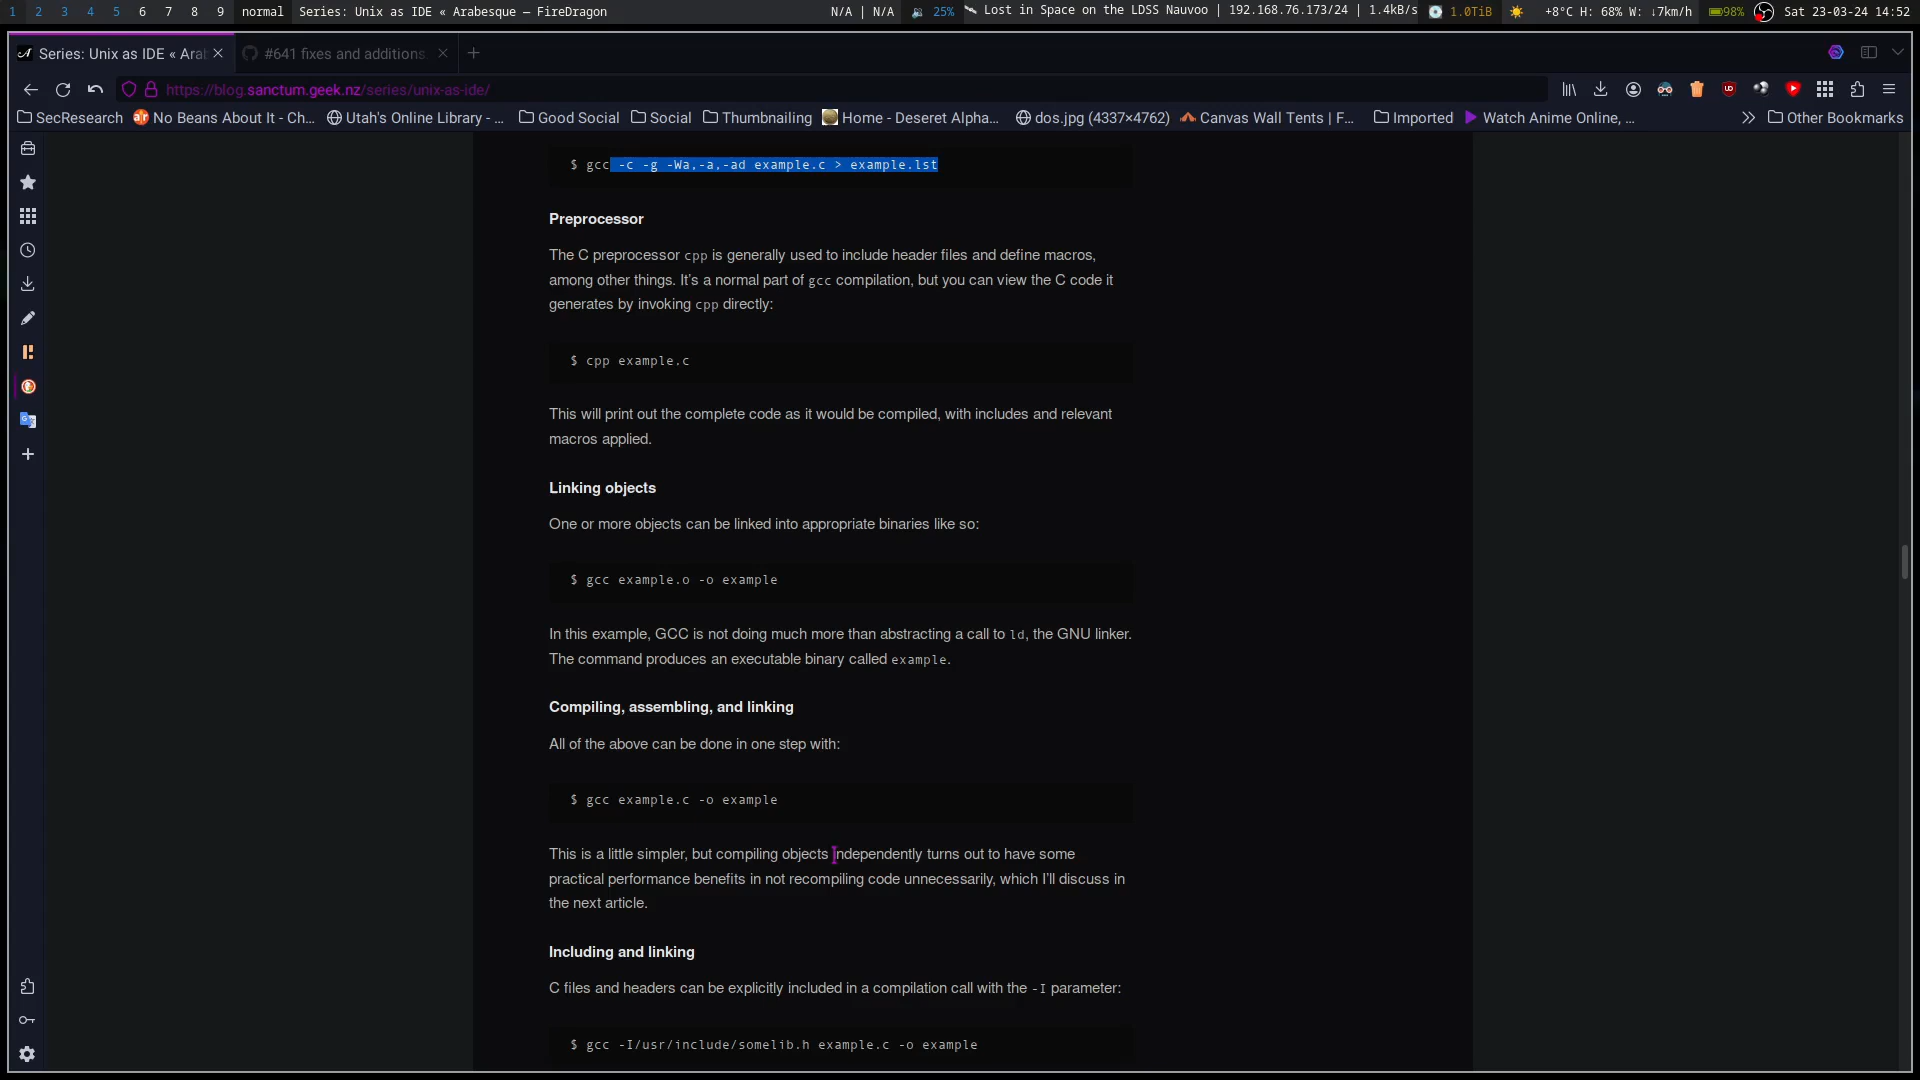 1 2 3 4 5 6 7 8 9 normal Series: Unix as IDE « Arabesque — FireDragon N/A | N/A 25% Lost in Space on the LDSS Nauvoo | 192.168.76.173/24 | 1.4kB/s 1.0TiB +8°C H: 68% W: ↓7km/h 98% Sat 23-03-24 14:52
Series: Unix as IDE « Ara #641 fixes and additions
https://blog.sanctum.geek.nz/series/unix-as-ide/
SecResearch No Beans About It - Ch... Utah's Online Library - ... Good Social Social Thumbnailing Home - Deseret Alpha... dos.jpg (4337×4762) Canvas Wall Tents | F... Imported Watch Anime Online, ... Other Bookmarks
$ gcc -c -g -Wa,-a,-ad example.c > example.lst
Preprocessor
The C preprocessor cpp is generally used to include header files and define macros,
among other things. It's a normal part of gcc compilation, but you can view the C code it
generates by invoking cpp directly:
$ cpp example.c
This will print out the complete code as it would be compiled, with includes and relevant
macros applied.
Linking objects
One or more objects can be linked into appropriate binaries like so:
$ gcc example.o -o example
In this example, GCC is not doing much more than abstracting a call to ld, the GNU linker.
The command produces an executable binary called example.
Compiling, assembling, and linking
All of the above can be done in one step with:
$ gcc example.c -o example
This is a little simpler, but compiling objects independently turns out to have some
practical performance benefits in not recompiling code unnecessarily, which I'll discuss in
the next article.
Including and linking
C files and headers can be explicitly included in a compilation call with the -I parameter:
$ gcc -I/usr/include/somelib.h example.c -o example